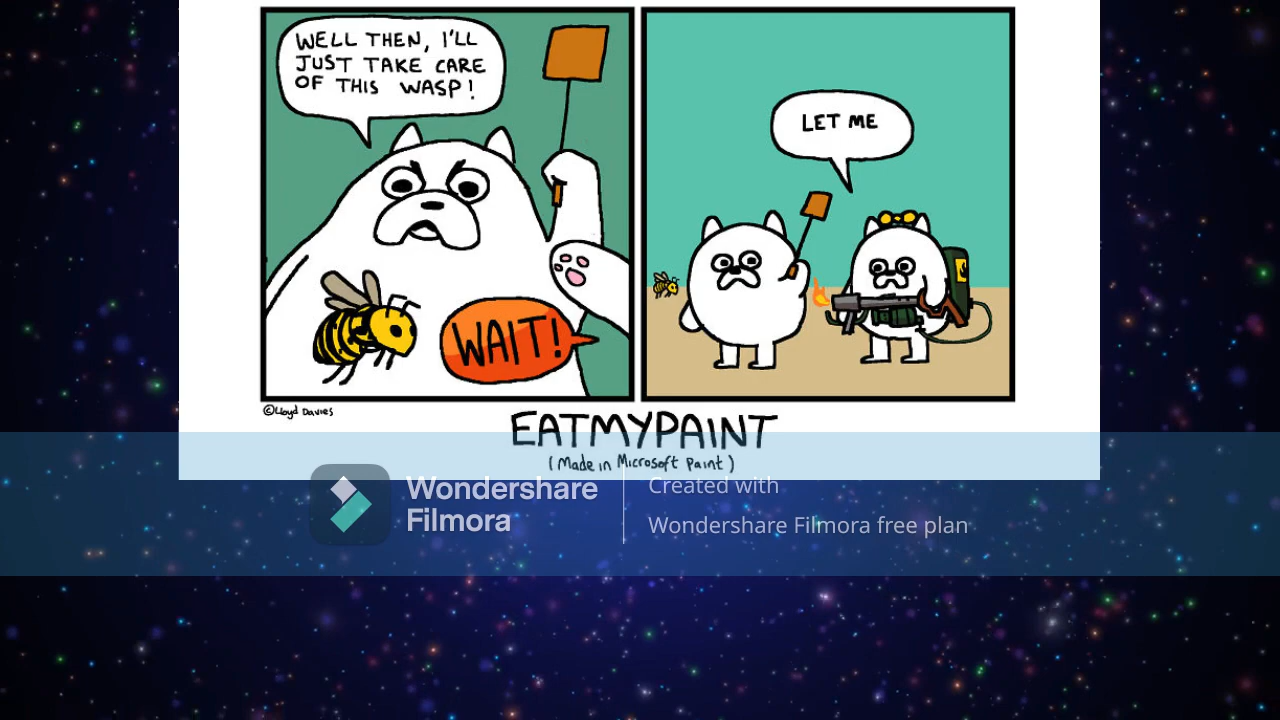 WELL THEN, I'LL
JUST TAKE CARE
OF THIS WASP!
WAIT!
LET ME
©Lloyd Davies
EATMYPAINT
(Made in Microsoft Paint)
Wondershare
Filmora
Created with
Wondershare Filmora free plan